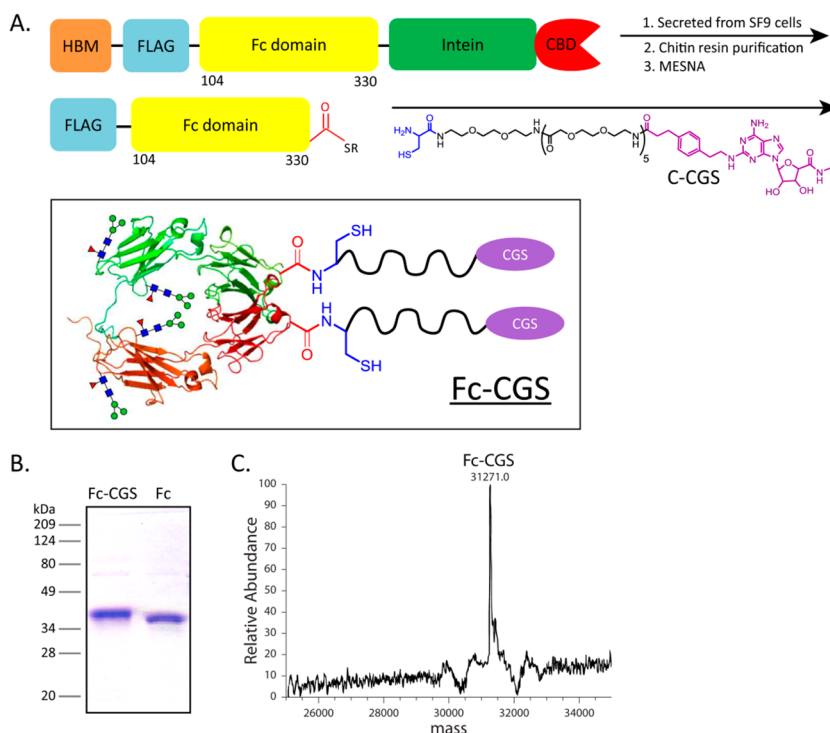 A.
HBM
FLAG
Fc domain
Intein
CBD
104
330
1. Secreted from SF9 cells
2. Chitin resin purification
3. MESNA
FLAG
Fc domain
104
330
O
SR
H2N
O
HS
N
H
O
O
H
N
O
O
O
N
H
5
O
N
H
NH2
N
N
N
N
O
O
N
H
HO
OH
C-CGS
O
N
H
SH
CGS
H
N
O
SH
CGS
Fc-CGS
B.
Fc-CGS Fc
kDa
209
124
80
49
34
28
20
C.
Fc-CGS
31271.0
Relative Abundance
100
90
80
70
60
50
40
30
20
10
0
26000 28000 30000 32000 34000
mass